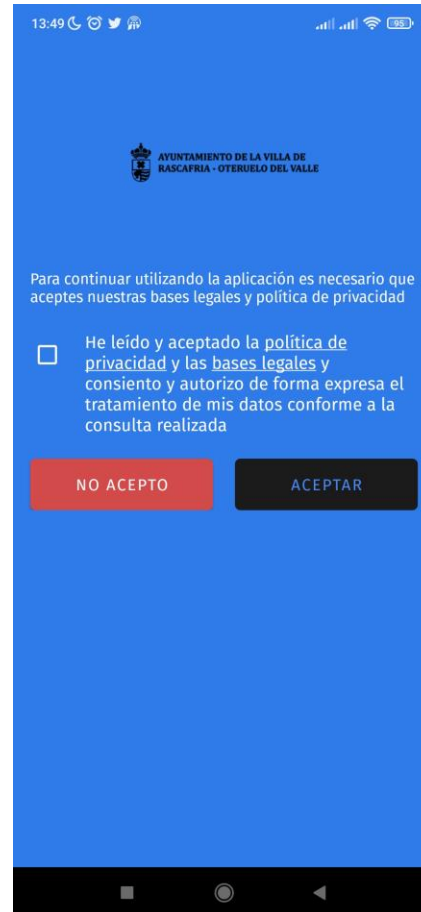 13:49
95
AYUNTAMIENTO DE LA VILLA DE
RASCAFRIA - OTERUELO DEL VALLE
Para continuar utilizando la aplicación es necesario que
aceptes nuestras bases legales y política de privacidad
He leído y aceptado la política de
privacidad y las bases legales y
consiento y autorizo de forma expresa el
tratamiento de mis datos conforme a la
consulta realizada
NO ACEPTO
ACEPTAR